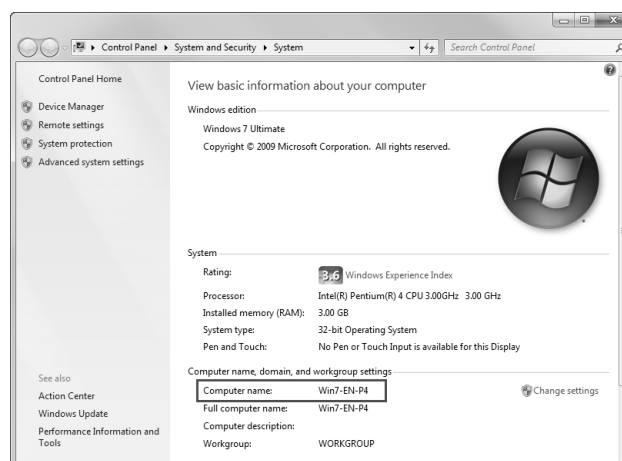 Control Panel ▸ System and Security ▸ System
Search Control Panel
Control Panel Home
Device Manager
Remote settings
System protection
Advanced system settings
View basic information about your computer
Windows edition
Windows 7 Ultimate
Copyright © 2009 Microsoft Corporation. All rights reserved.
System
Rating: 3,6 Windows Experience Index
Processor: Intel(R) Pentium(R) 4 CPU 3.00GHz 3.00 GHz
Installed memory (RAM): 3.00 GB
System type: 32-bit Operating System
Pen and Touch: No Pen or Touch Input is available for this Display
Computer name, domain, and workgroup settings
Computer name: Win7-EN-P4
Change settings
Full computer name: Win7-EN-P4
Computer description:
Workgroup: WORKGROUP
See also
Action Center
Windows Update
Performance Information and
Tools